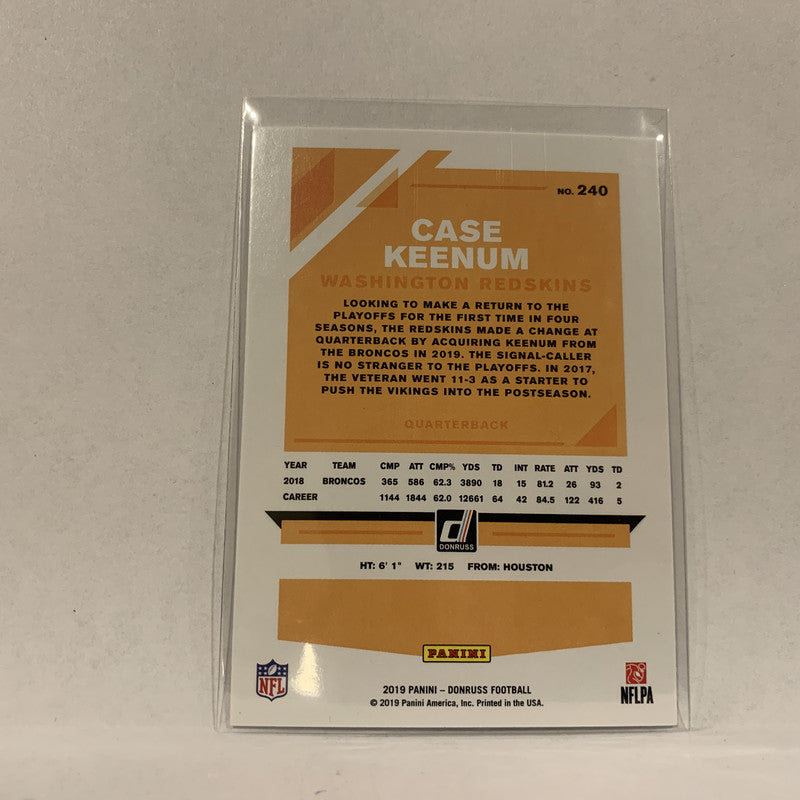 NO. 240
CASE
KEENUM
WASHINGTON REDSKINS
LOOKING TO MAKE A RETURN TO THE
PLAYOFFS FOR THE FIRST TIME IN FOUR
SEASONS, THE REDSKINS MADE A CHANGE AT
QUARTERBACK BY ACQUIRING KEENUM FROM
THE BRONCOS IN 2019. THE SIGNAL-CALLER
IS NO STRANGER TO THE PLAYOFFS. IN 2017,
THE VETERAN WENT 11-3 AS A STARTER TO
PUSH THE VIKINGS INTO THE POSTSEASON.
QUARTERBACK
YEAR TEAM CMP ATT CMP% YDS TD INT RATE ATT YDS TD
2018 BRONCOS 365 586 62.3 3890 18 15 81.2 26 93 2
CAREER 1144 1844 62.0 12661 64 42 84.5 122 416 5
d
DONRUSS
HT: 6' 1" WT: 215 FROM: HOUSTON
PANINI
NFL
NFLPA
2019 PANINI – DONRUSS FOOTBALL
© 2019 Panini America, Inc. Printed in the USA.